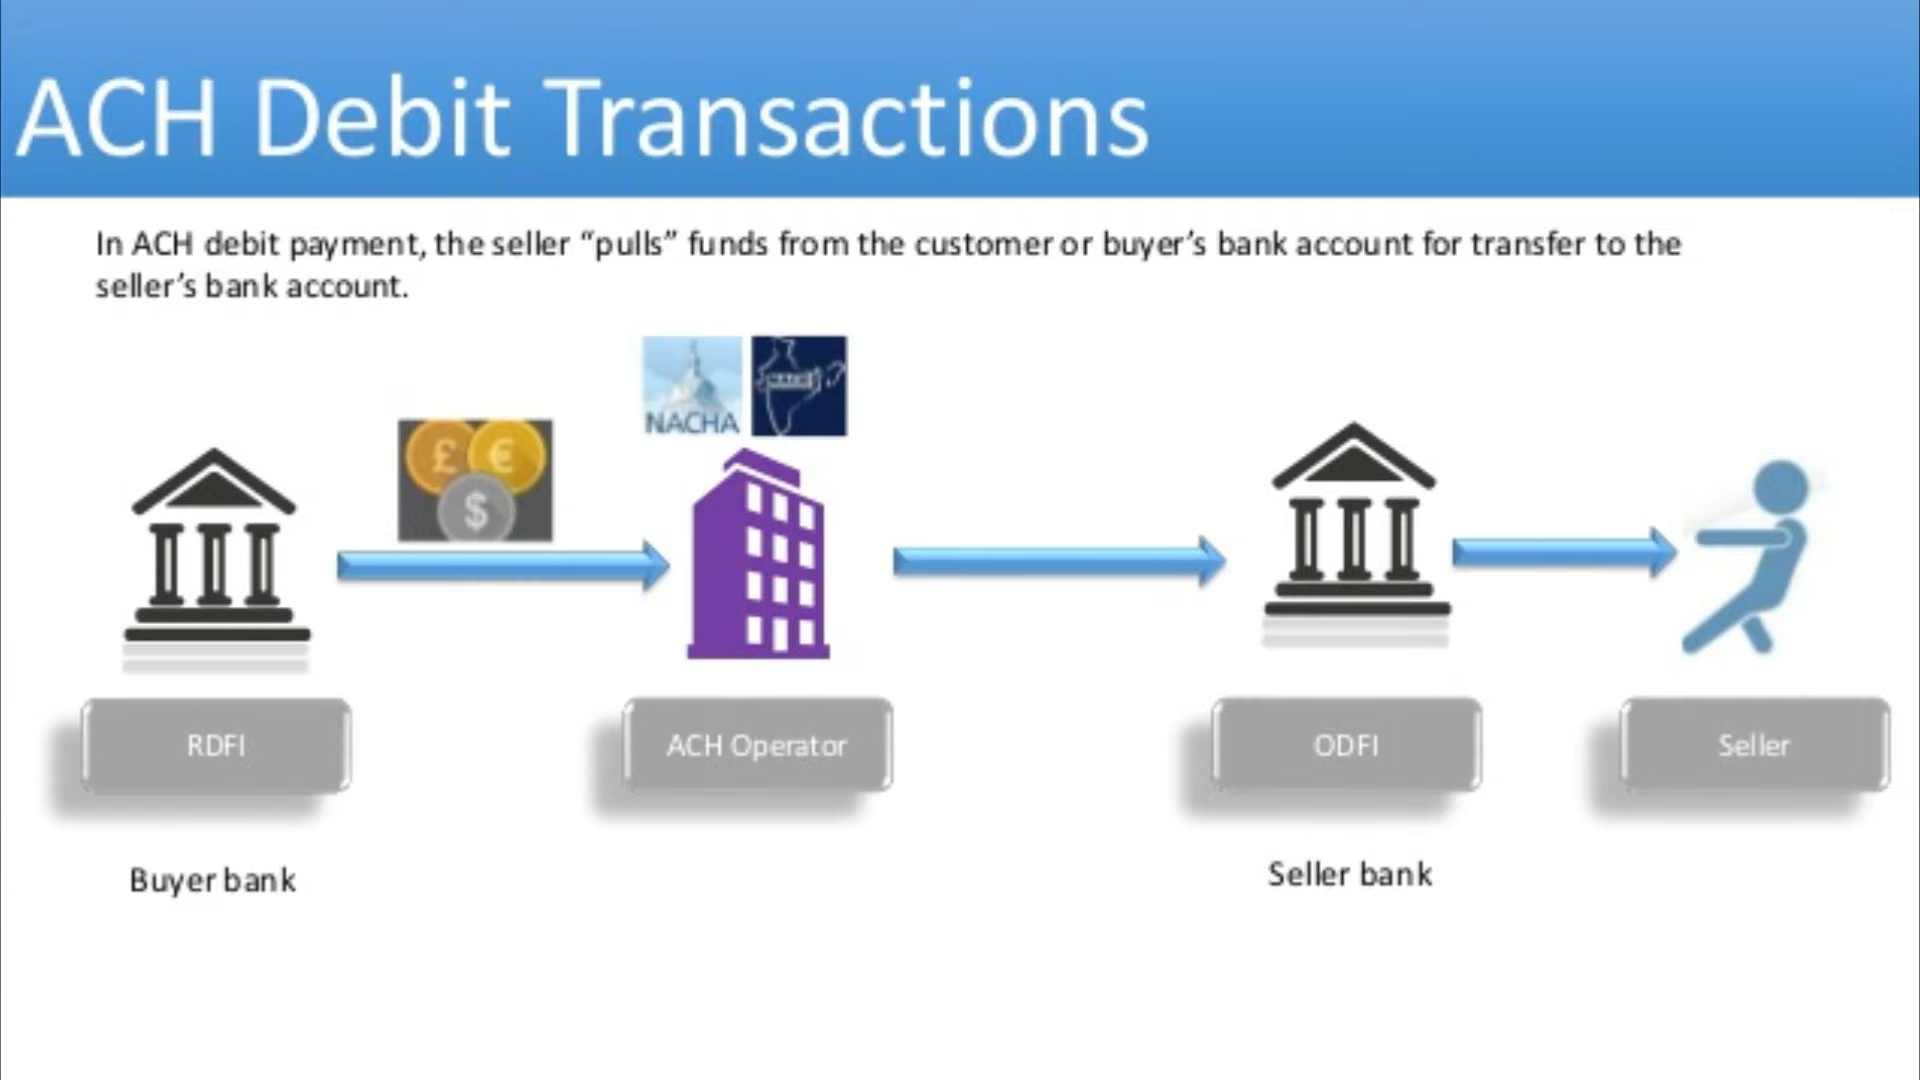 ACH Debit Transactions
In ACH debit payment, the seller “pulls” funds from the customer or buyer’s bank account for transfer to the
seller’s bank account.
NACHA
£ €
$
RDFI
ACH Operator
ODFI
Seller
Buyer bank
Seller bank